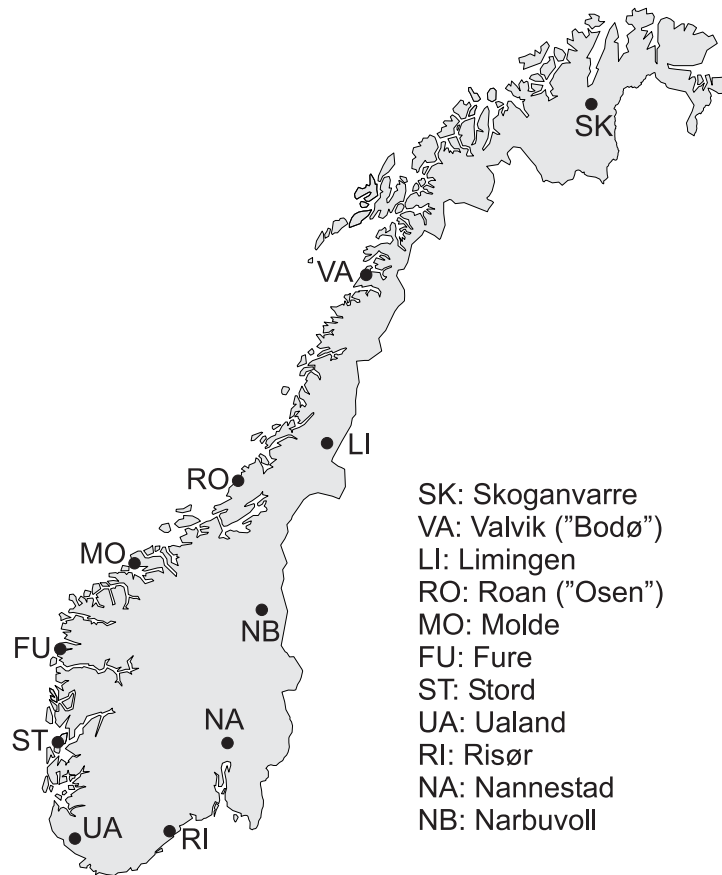 SK
VA
LI
RO
MO
NB
FU
NA
ST
UA
RI
SK: Skoganvarre
VA: Valvik (”Bodø”)
LI: Limingen
RO: Roan (”Osen”)
MO: Molde
FU: Fure
ST: Stord
UA: Ualand
RI: Risør
NA: Nannestad
NB: Narbuvoll